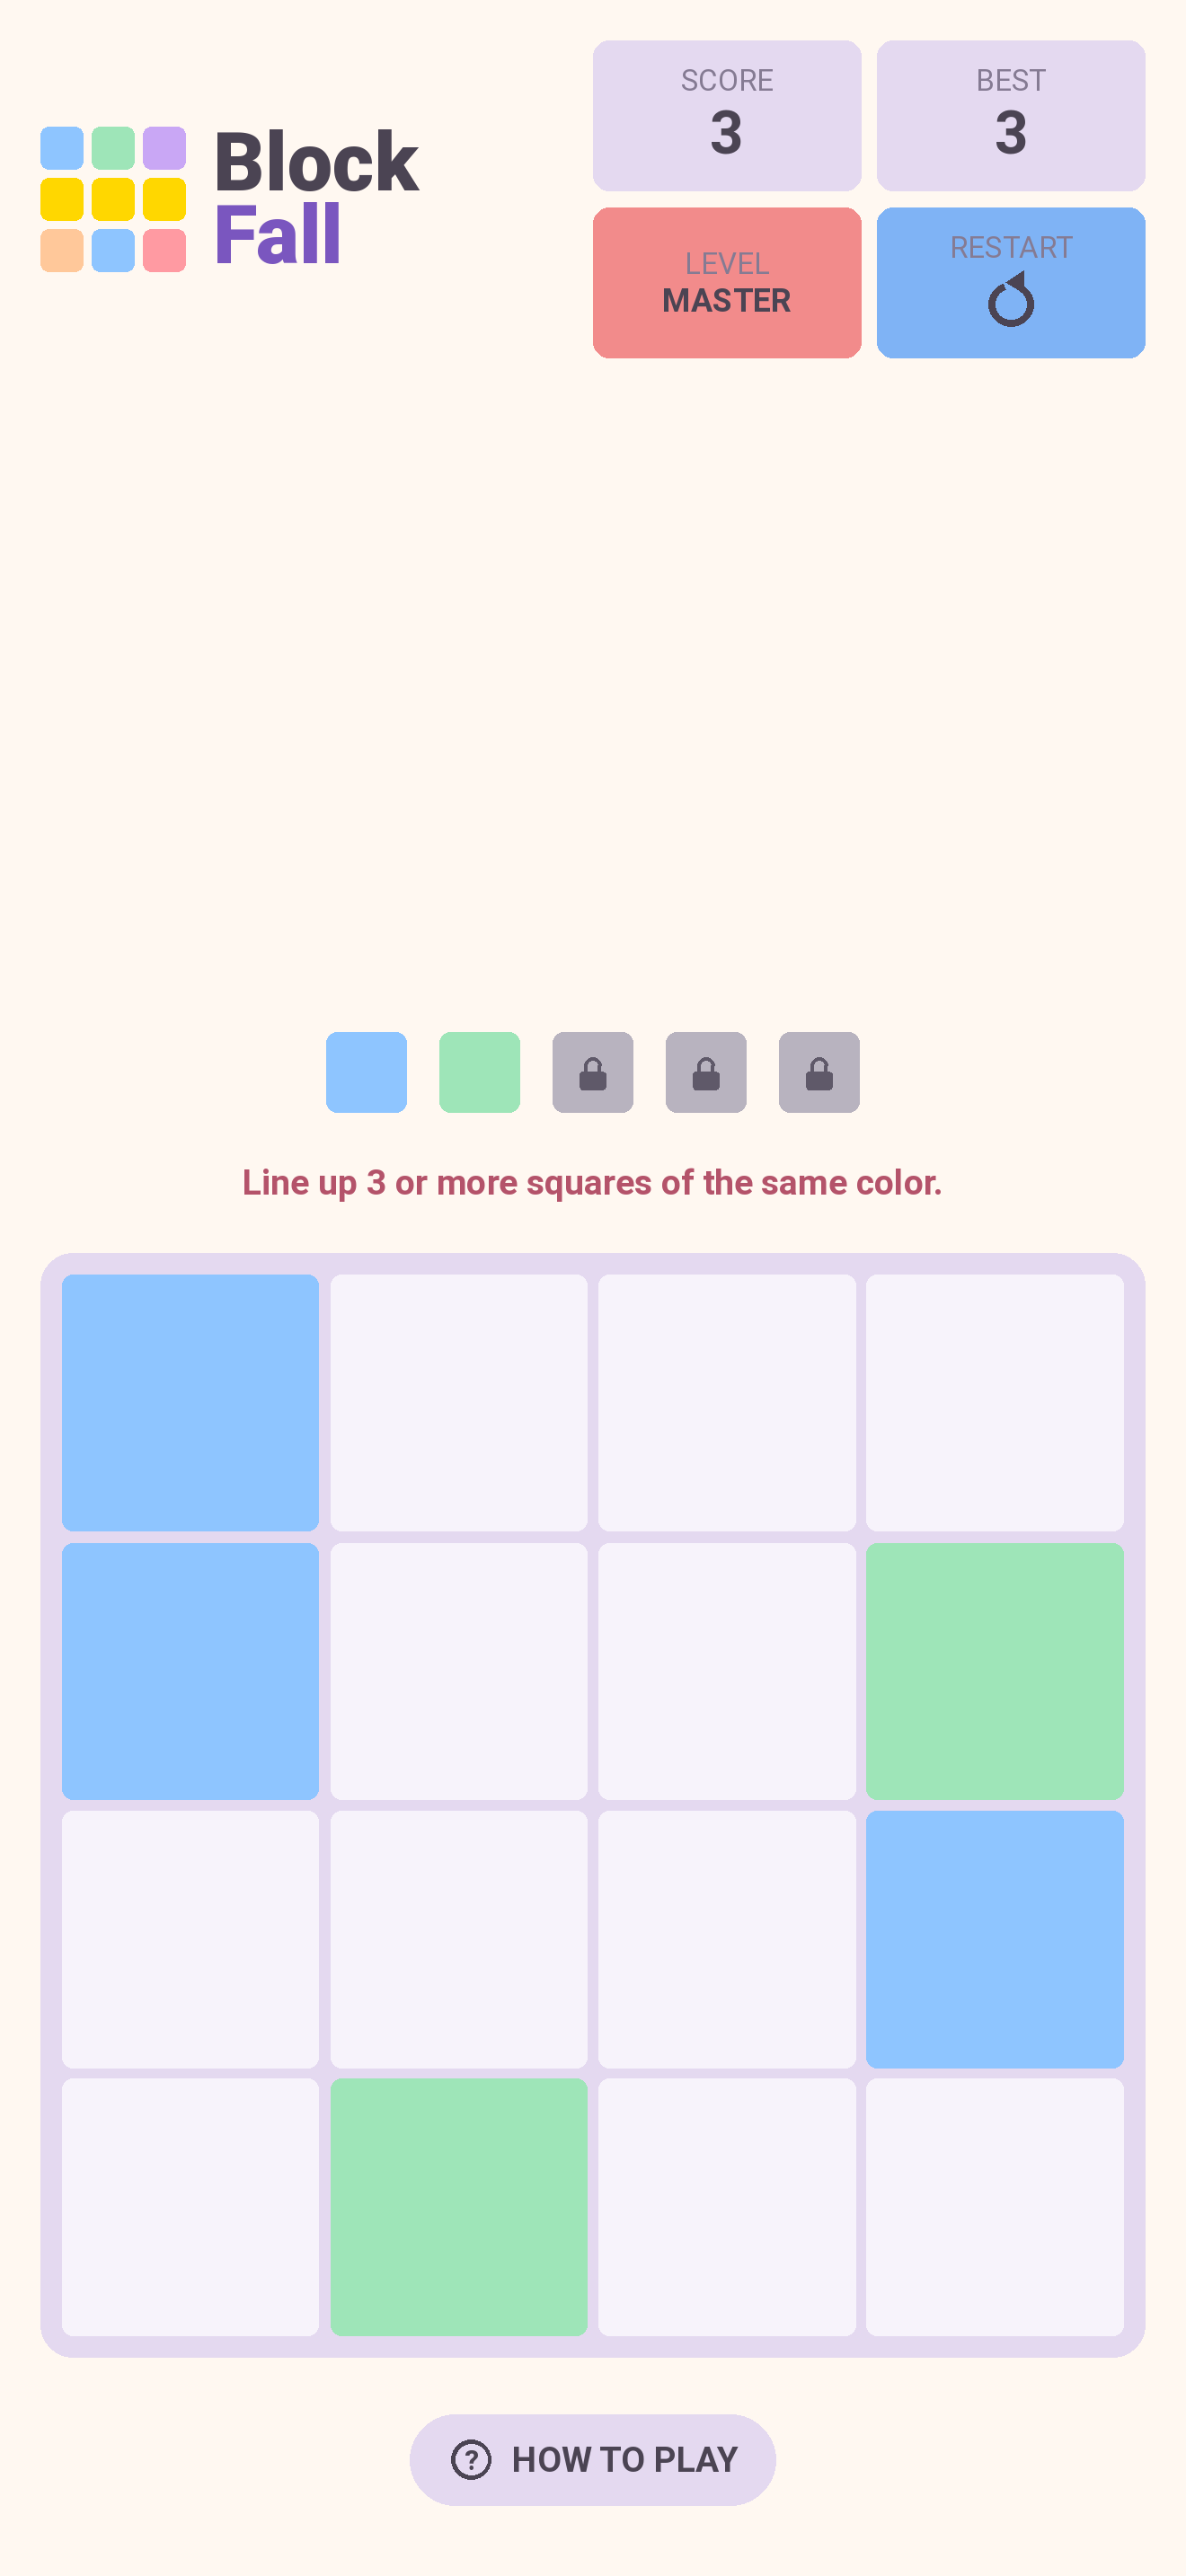 Block
Fall
SCORE
3
BEST
3
LEVEL
MASTER
RESTART
Line up 3 or more squares of the same color.
? HOW TO PLAY